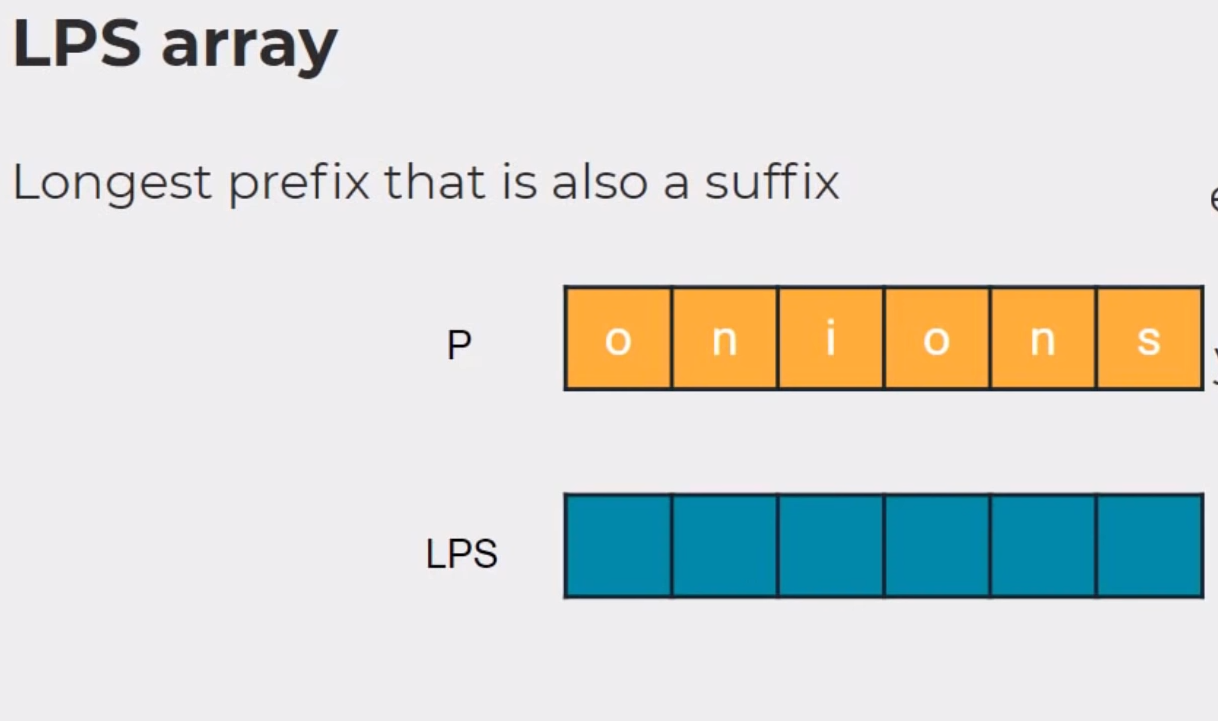 LPS array
Longest prefix that is also a suffix
P o n i o n s
LPS